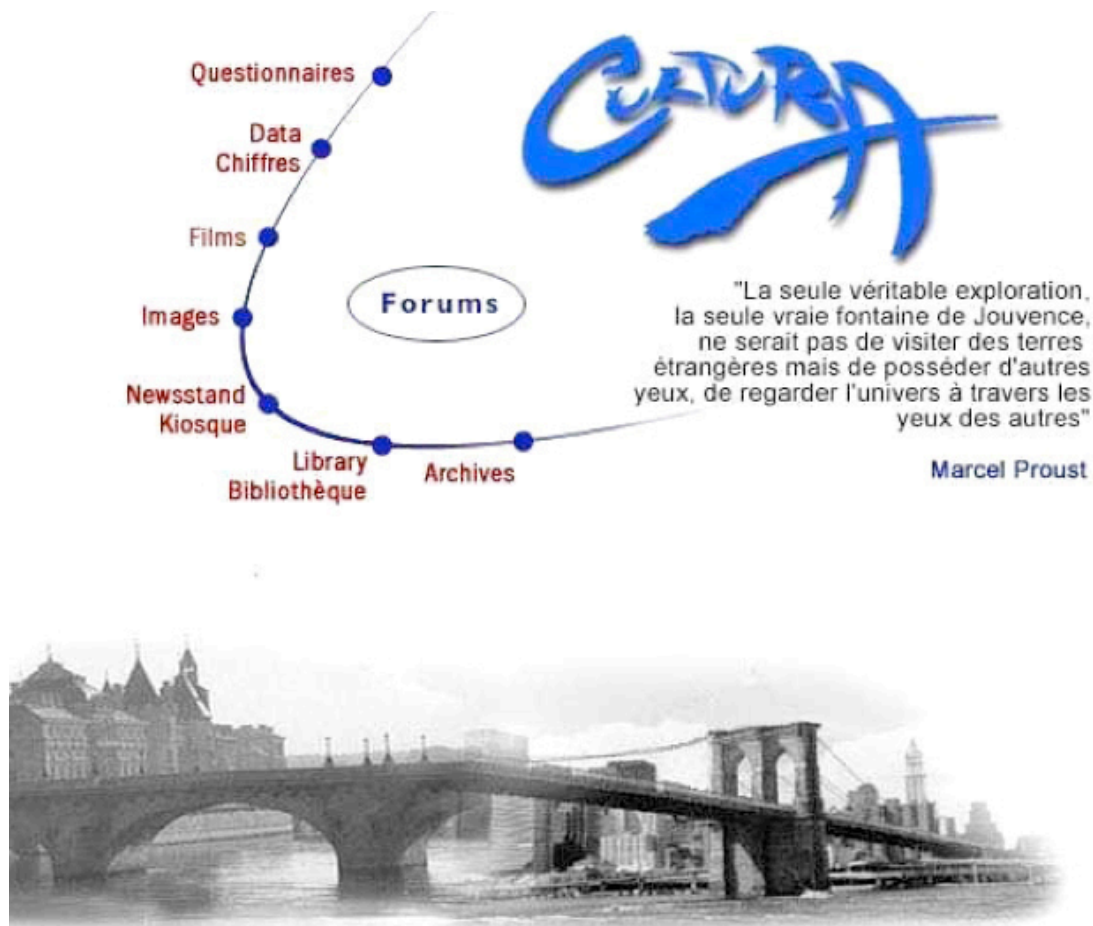 Questionnaires
Data
Chiffres
Films
Images
Newsstand
Kiosque
Library
Bibliothèque
Archives
Forums
CULTURA
"La seule véritable exploration,
la seule vraie fontaine de Jouvence,
ne serait pas de visiter des terres
étrangères mais de posséder d'autres
yeux, de regarder l'univers à travers les
yeux des autres"
Marcel Proust